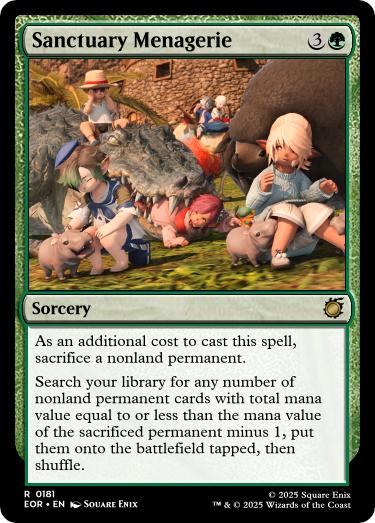 Sanctuary Menagerie 3
Sorcery
As an additional cost to cast this spell,
sacrifice a nonland permanent.
Search your library for any number of
nonland permanent cards with total mana
value equal to or less than the mana value
of the sacrificed permanent minus 1, put
them onto the battlefield tapped, then
shuffle.
R 0181
EOR • EN SQUARE ENIX
© 2025 Square Enix
™ & © 2025 Wizards of the Coast